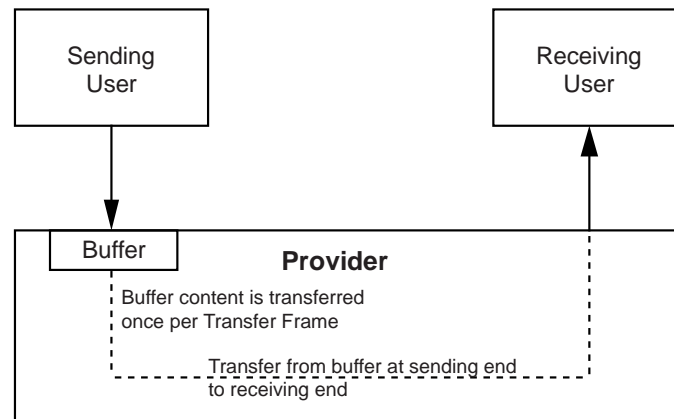 Sending
User
Receiving
User
Buffer
Provider
Buffer content is transferred
once per Transfer Frame
Transfer from buffer at sending end
to receiving end